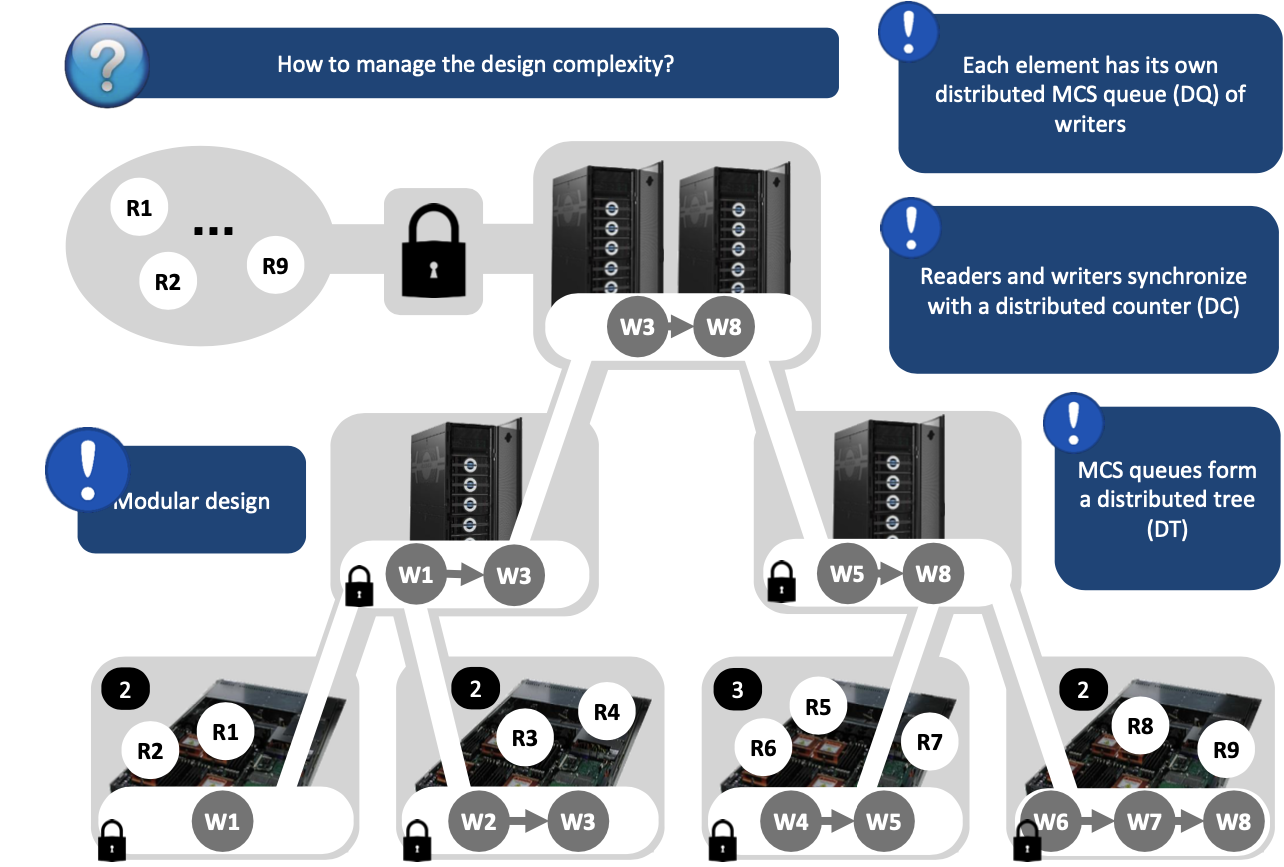 How to manage the design complexity?
Each element has its own
distributed MCS queue (DQ) of
writers
R1
...
R2
R9
W3
W8
Readers and writers synchronize
with a distributed counter (DC)
Modular design
MCS queues form
a distributed tree
(DT)
W1
W3
W5
W8
2
R2
R1
W1
2
R3
R4
W2
W3
3
R6
R5
R7
W4
W5
2
R8
R9
W6
W7
W8